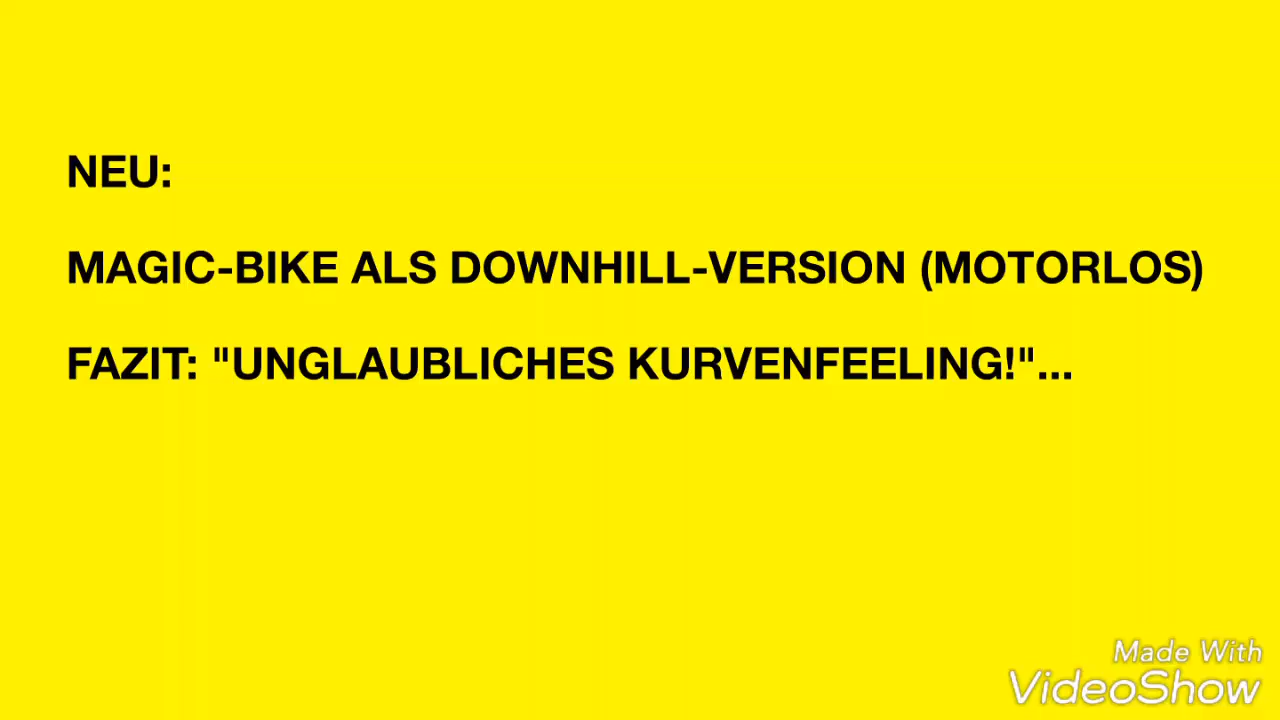 NEU:
MAGIC-BIKE ALS DOWNHILL-VERSION (MOTORLOS)
FAZIT: "UNGLAUBLICHES KURVENFEELING!"...
Made With
VideoShow